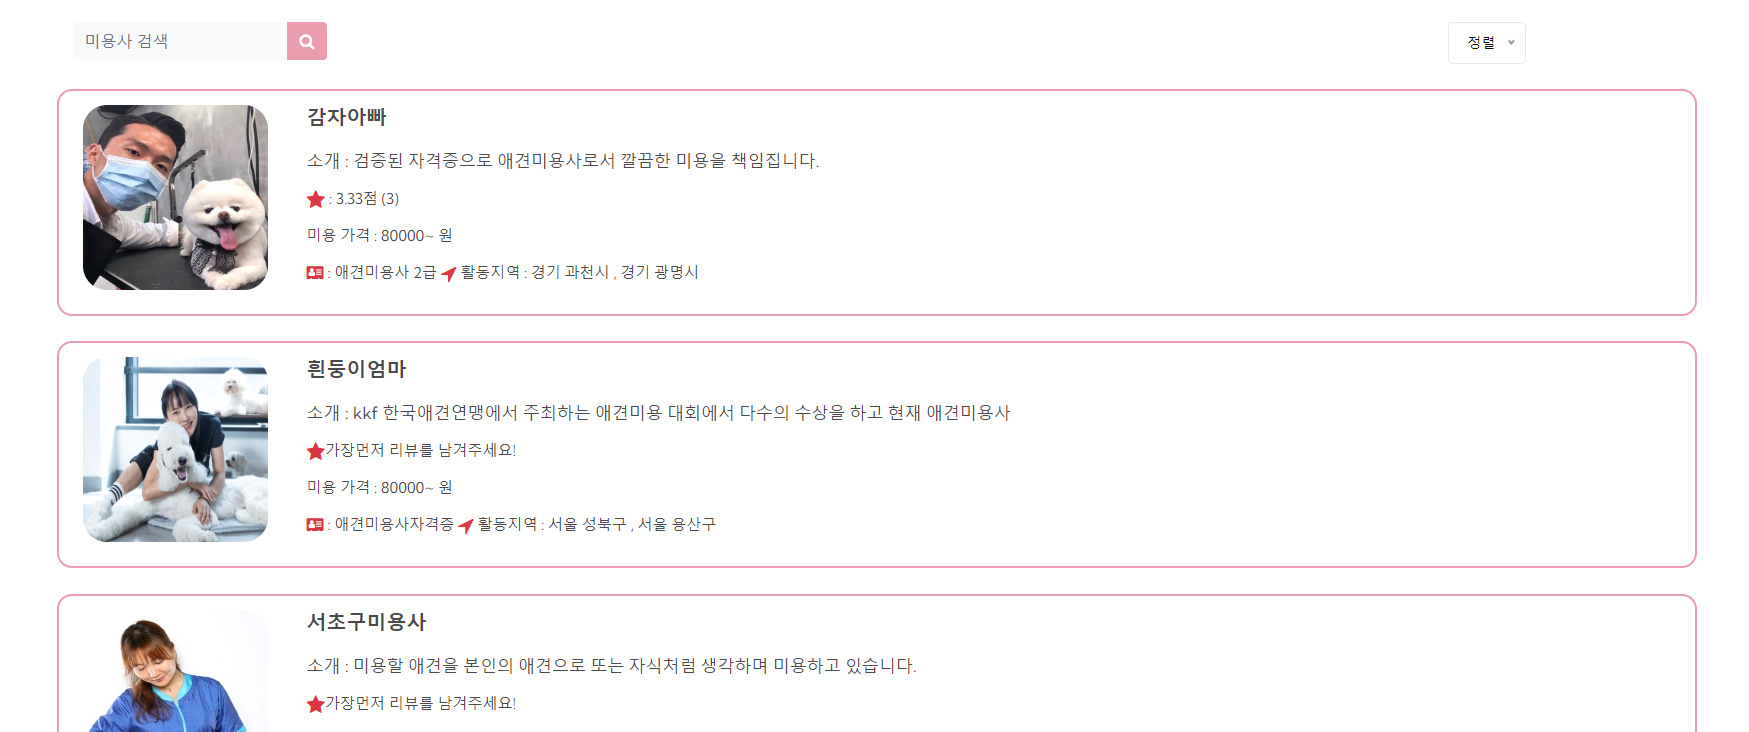 미용사 검색
정렬
감자아빠
소개 : 검증된 자격증으로 애견미용사로서 깔끔한 미용을 책임집니다.
: 3.33점 (3)
미용 가격 : 80000~ 원
: 애견미용사 2급 활동지역 : 경기 과천시 , 경기 광명시
흰둥이엄마
소개 : kkf 한국애견연맹에서 주최하는 애견미용 대회에서 다수의 수상을 하고 현재 애견미용사
가장먼저 리뷰를 남겨주세요!
미용 가격 : 80000~ 원
: 애견미용사자격증 활동지역 : 서울 성북구 , 서울 용산구
서초구미용사
소개 : 미용할 애견을 본인의 애견으로 또는 자식처럼 생각하며 미용하고 있습니다.
가장먼저 리뷰를 남겨주세요!